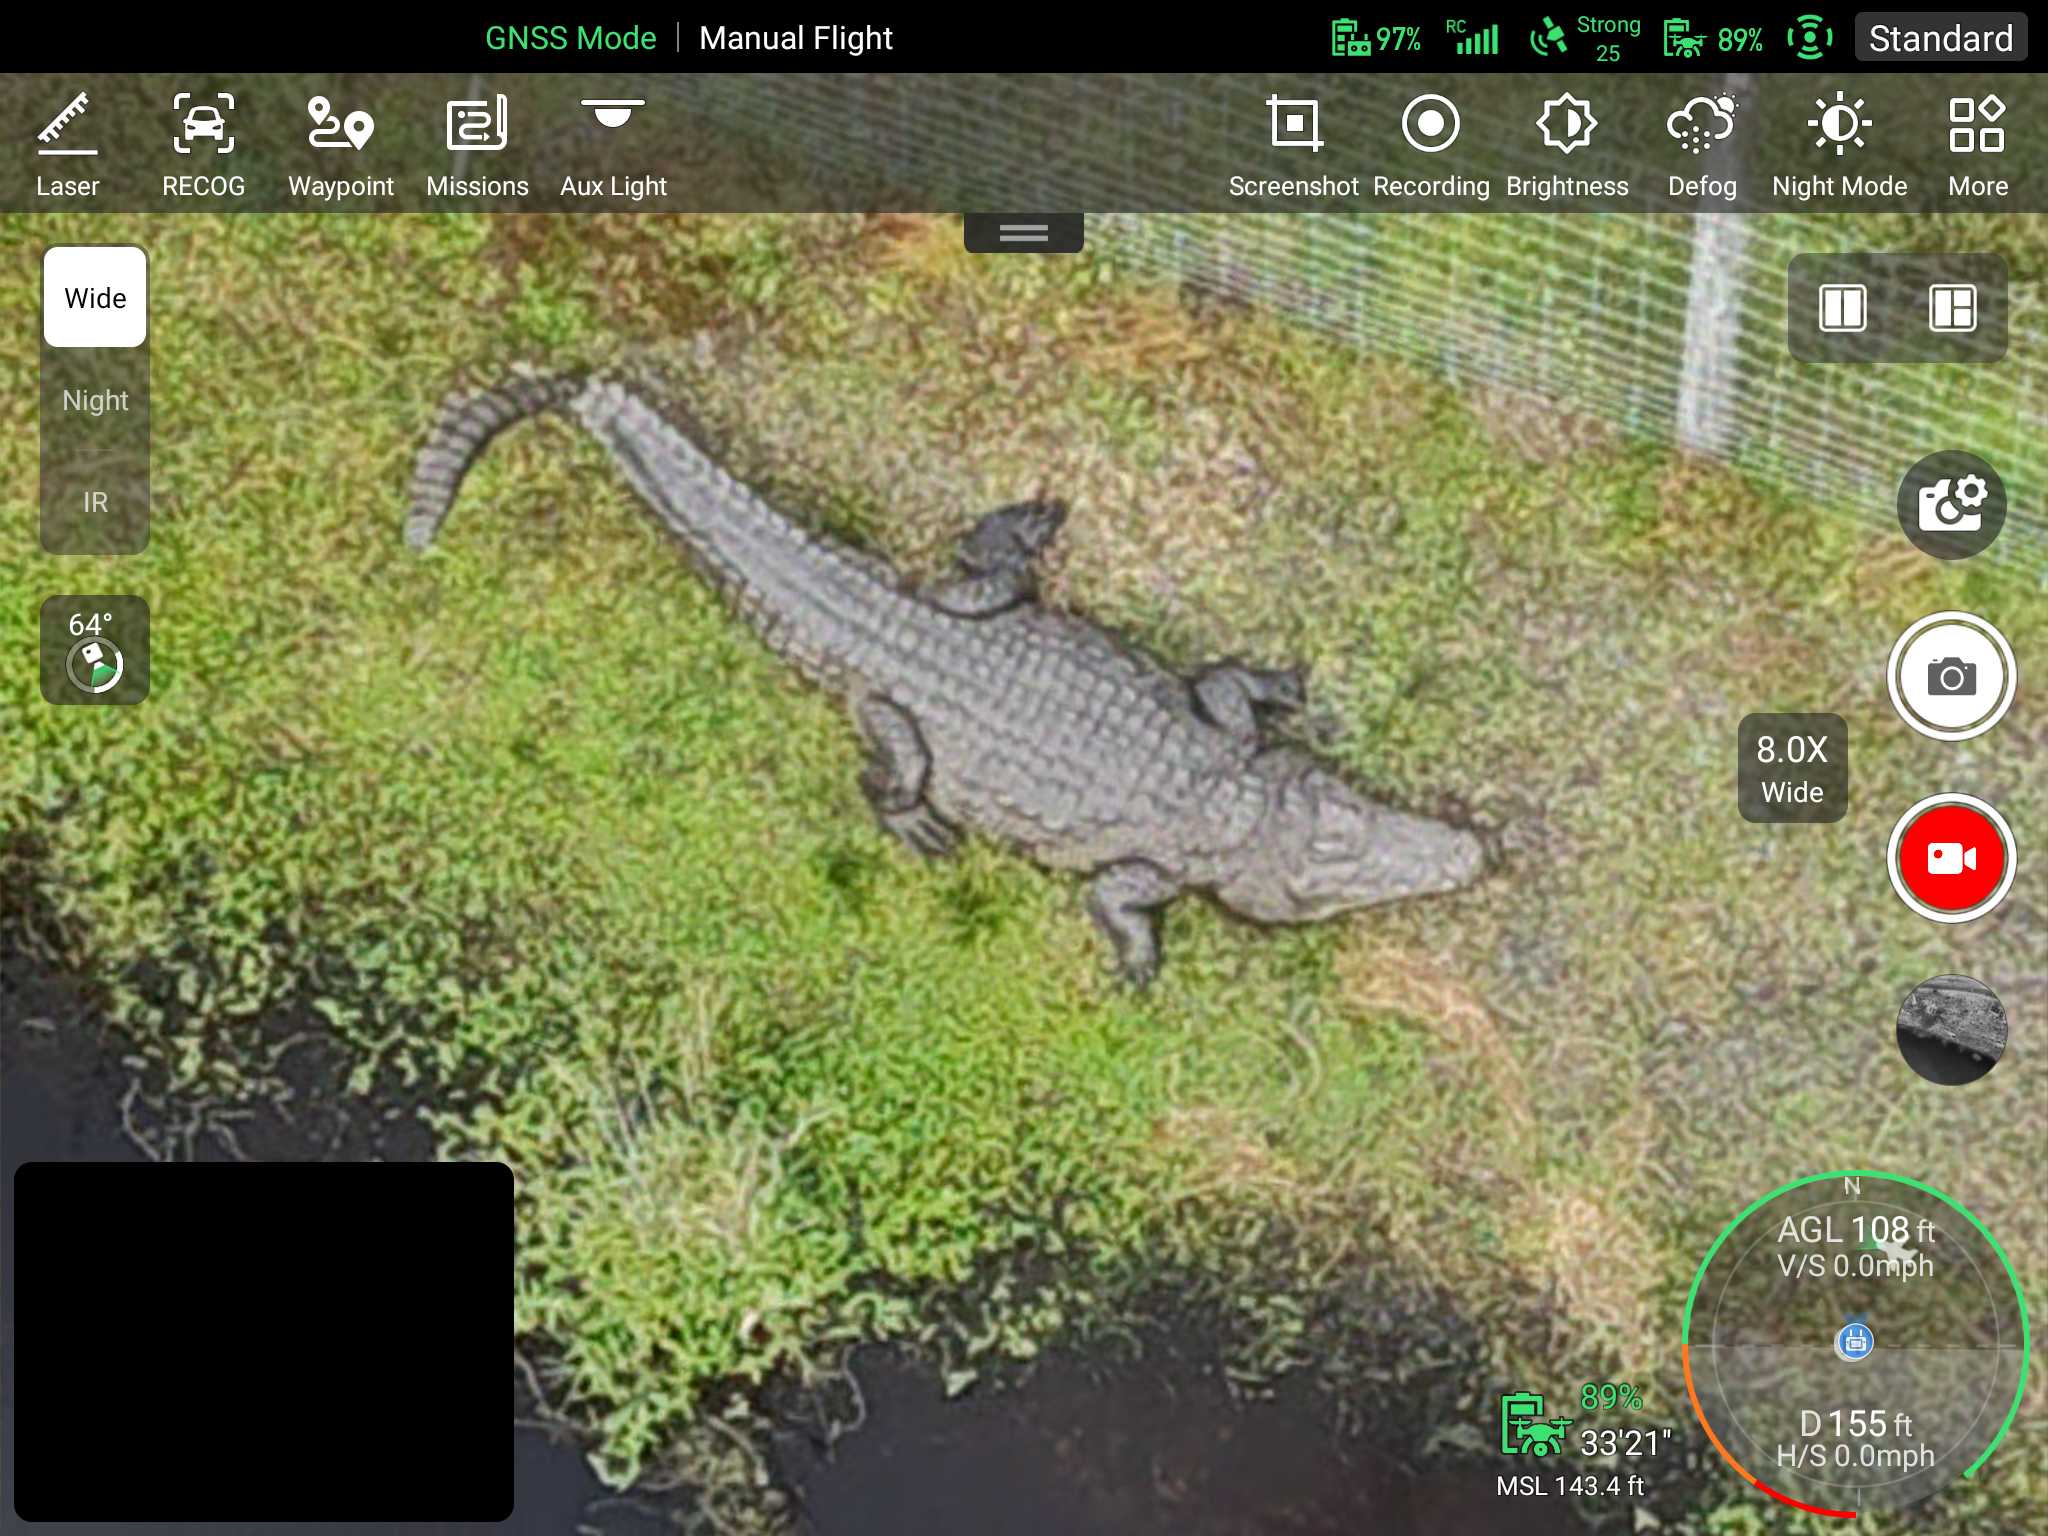 GNSS Mode | Manual Flight
97%
RC
Strong
25
89%
Standard
Laser
RECOG
Waypoint
Missions
Aux Light
Screenshot
Recording
Brightness
Defog
Night Mode
More
Wide
Night
IR
64°
8.0X
Wide
N
AGL 108 ft
V/S 0.0mph
D 155 ft
H/S 0.0mph
89%
33'21"
MSL 143.4 ft